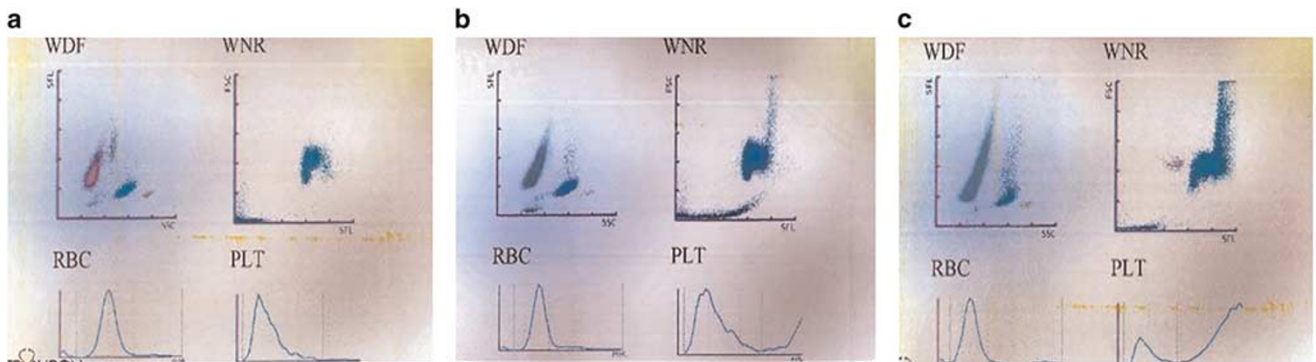 a
b
c
WDF WNR
SFL
FSC
SSC
SFL
RBC PLT
WDF WNR
SFL
FSC
SSC
SFL
RBC PLT
WDF WNR
SFL
FSC
SSC
SFL
RBC PLT